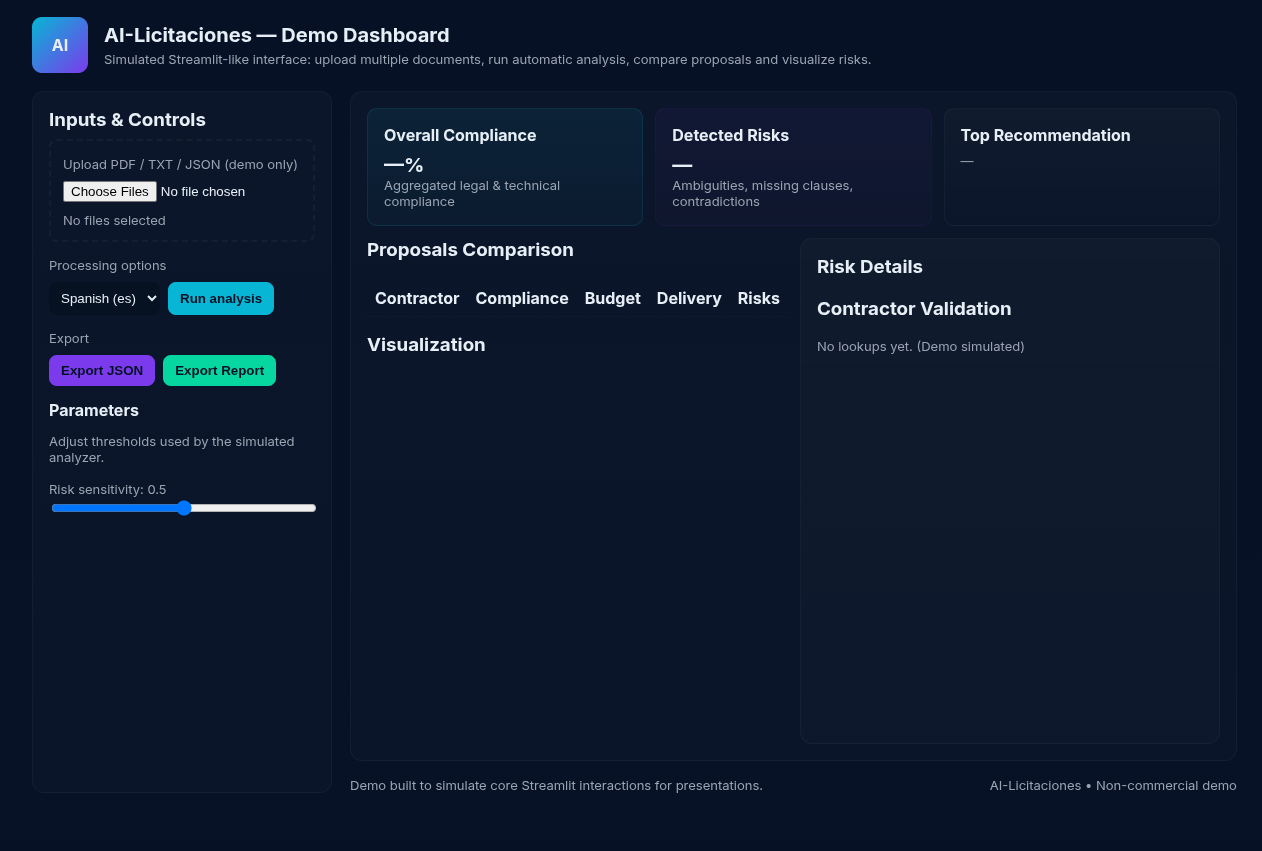 AI
AI-Licitaciones — Demo Dashboard
Simulated Streamlit-like interface: upload multiple documents, run automatic analysis, compare proposals and visualize risks.
Inputs & Controls
Upload PDF / TXT / JSON (demo only)
Choose Files No file chosen
No files selected
Processing options
Spanish (es) Run analysis
Export
Export JSON Export Report
Parameters
Adjust thresholds used by the simulated
analyzer.
Risk sensitivity: 0.5
Overall Compliance
—%
Aggregated legal & technical
compliance
Detected Risks
—
Ambiguities, missing clauses,
contradictions
Top Recommendation
—
Proposals Comparison
Contractor Compliance Budget Delivery Risks
Visualization
Risk Details
Contractor Validation
No lookups yet. (Demo simulated)
Demo built to simulate core Streamlit interactions for presentations.
AI-Licitaciones • Non-commercial demo